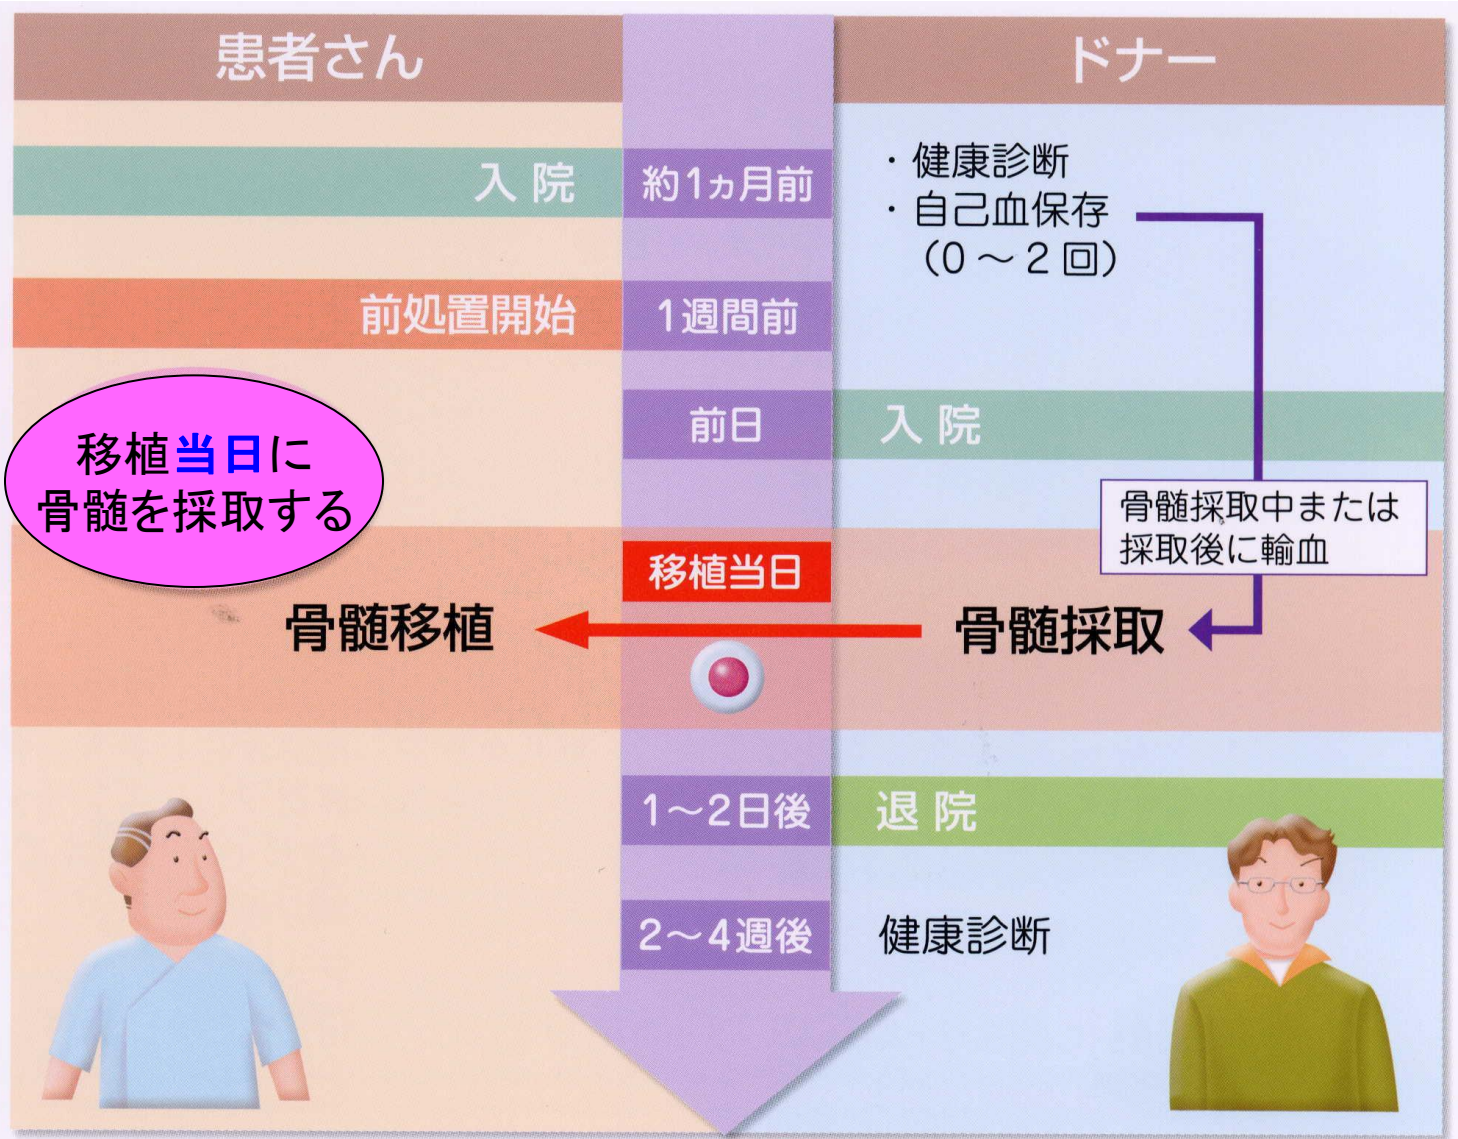 患者さん
ドナー
入院
約1ヵ月前
・健康診断
・自己血保存
（0～2回）
前処置開始
1週間前
前日
入院
移植当日に
骨髄を採取する
骨髄採取中または
採取後に輸血
移植当日
骨髄移植
骨髄採取
1～2日後
退院
2～4週後
健康診断